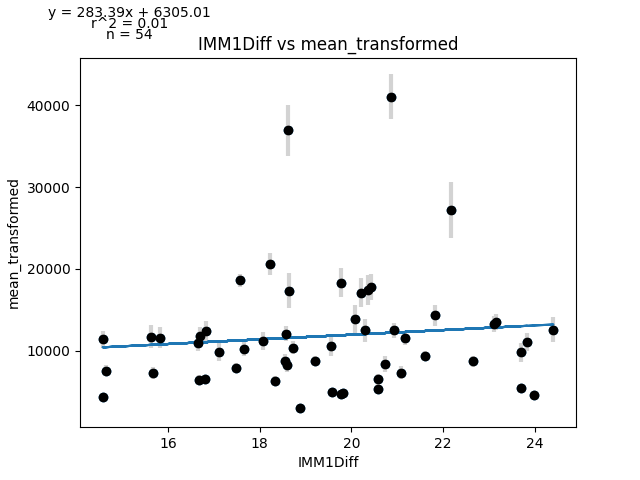 y = 283.39x + 6305.01
r^2 = 0.01
n = 54
IMM1Diff vs mean_transformed
mean_transformed
40000
30000
20000
10000
16 18 20 22 24
IMM1Diff